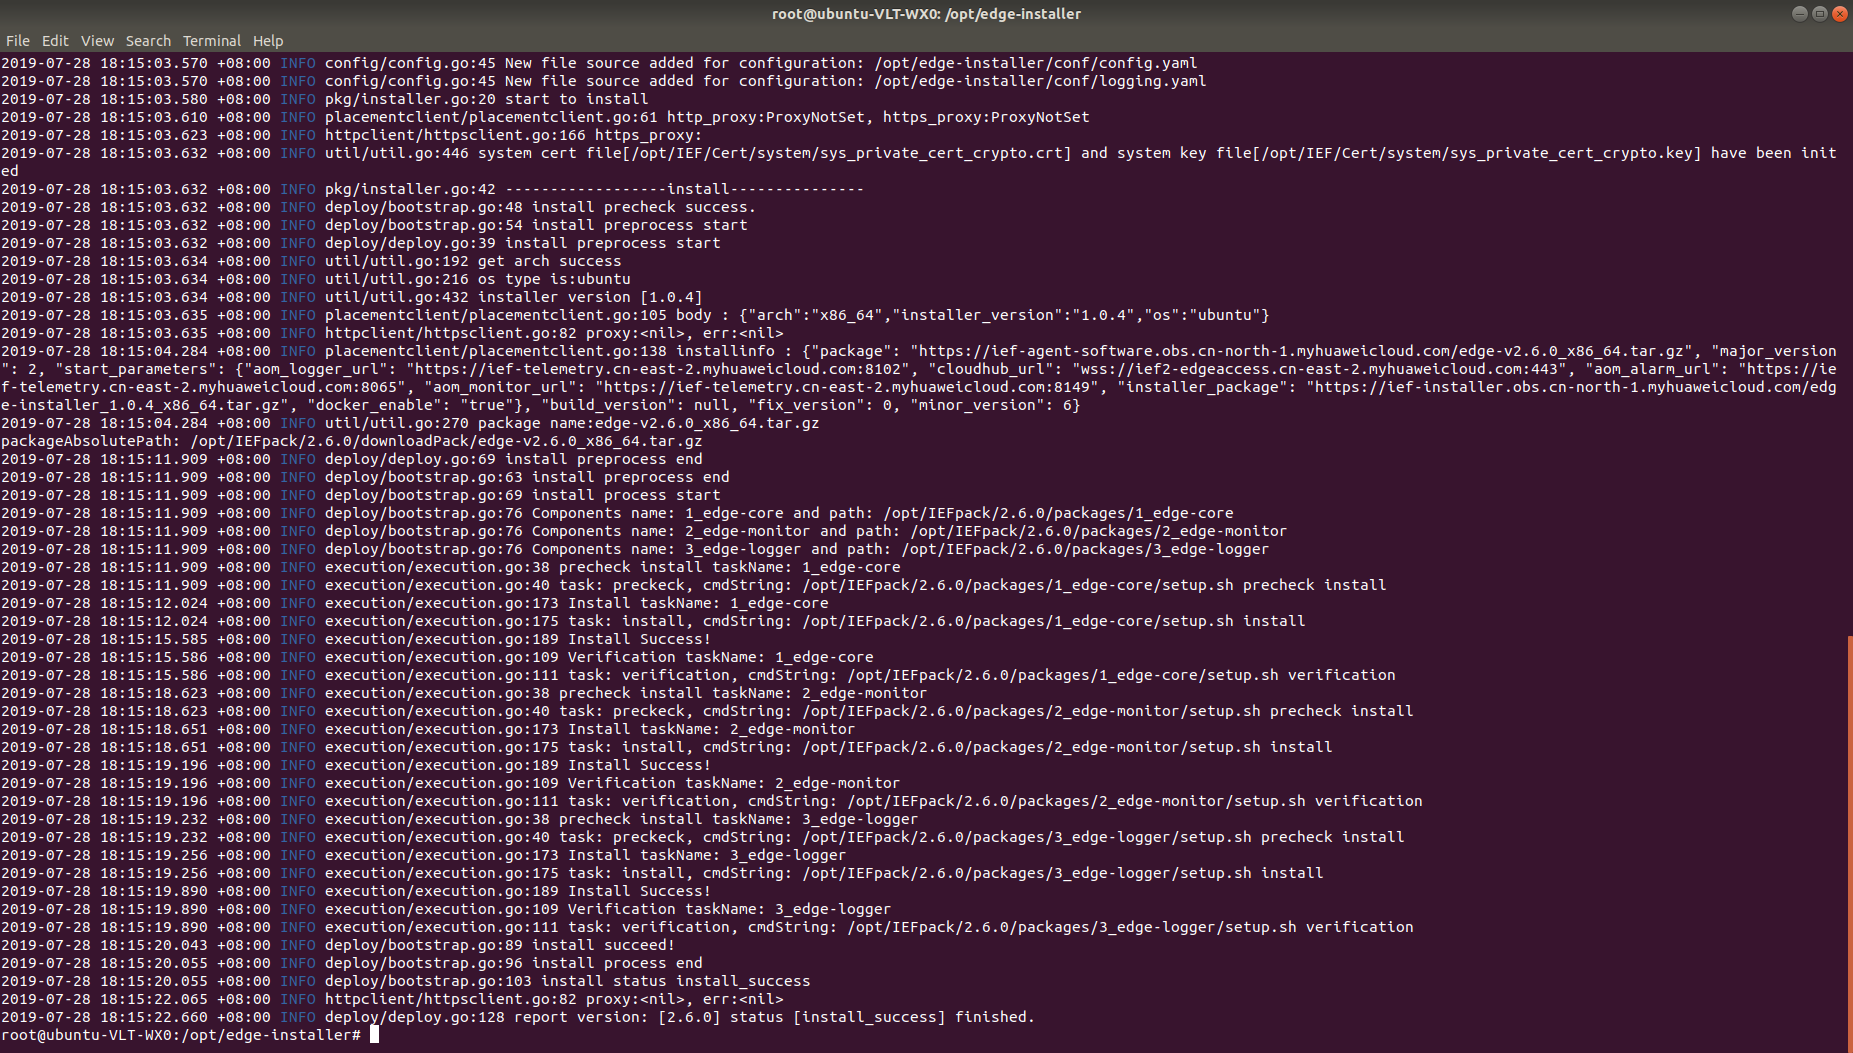 root@ubuntu-VLT-WX0: /opt/edge-installer
File Edit View Search Terminal Help
2019-07-28 18:15:03.570 +08:00 INFO config/config.go:45 New file source added for configuration: /opt/edge-installer/conf/config.yaml
2019-07-28 18:15:03.570 +08:00 INFO config/config.go:45 New file source added for configuration: /opt/edge-installer/conf/logging.yaml
2019-07-28 18:15:03.580 +08:00 INFO pkg/installer.go:20 start to install
2019-07-28 18:15:03.610 +08:00 INFO placementclient/placementclient.go:61 http_proxy:ProxyNotSet, https_proxy:ProxyNotSet
2019-07-28 18:15:03.623 +08:00 INFO httpclient/httpsclient.go:166 https_proxy:
2019-07-28 18:15:03.632 +08:00 INFO util/util.go:446 system cert file[/opt/IEF/Cert/system/sys_private_cert_crypto.crt] and system key file[/opt/IEF/Cert/system/sys_private_cert_crypto.key] have been init
ed
2019-07-28 18:15:03.632 +08:00 INFO pkg/installer.go:42 ------------------install---------------
2019-07-28 18:15:03.632 +08:00 INFO deploy/bootstrap.go:48 install precheck success.
2019-07-28 18:15:03.632 +08:00 INFO deploy/bootstrap.go:54 install preprocess start
2019-07-28 18:15:03.632 +08:00 INFO deploy/deploy.go:39 install preprocess start
2019-07-28 18:15:03.634 +08:00 INFO util/util.go:192 get arch success
2019-07-28 18:15:03.634 +08:00 INFO util/util.go:216 os type is:ubuntu
2019-07-28 18:15:03.634 +08:00 INFO util/util.go:432 installer version [1.0.4]
2019-07-28 18:15:03.635 +08:00 INFO placementclient/placementclient.go:105 body : {"arch":"x86_64","installer_version":"1.0.4","os":"ubuntu"}
2019-07-28 18:15:03.635 +08:00 INFO httpclient/httpsclient.go:82 proxy:<nil>, err:<nil>
2019-07-28 18:15:04.284 +08:00 INFO placementclient/placementclient.go:138 installinfo : {"package": "https://ief-agent-software.obs.cn-north-1.myhuaweicloud.com/edge-v2.6.0_x86_64.tar.gz", "major_version
": 2, "start_parameters": {"aom_logger_url": "https://ief-telemetry.cn-east-2.myhuaweicloud.com:8102", "cloudhub_url": "wss://ief2-edgeaccess.cn-east-2.myhuaweicloud.com:443", "aom_alarm_url": "https://ie
f-telemetry.cn-east-2.myhuaweicloud.com:8065", "aom_monitor_url": "https://ief-telemetry.cn-east-2.myhuaweicloud.com:8149", "installer_package": "https://ief-installer.obs.cn-north-1.myhuaweicloud.com/edg
e-installer_1.0.4_x86_64.tar.gz", "docker_enable": "true"}, "build_version": null, "fix_version": 0, "minor_version": 6}
2019-07-28 18:15:04.284 +08:00 INFO util/util.go:270 package name:edge-v2.6.0_x86_64.tar.gz
packageAbsolutePath: /opt/IEFpack/2.6.0/downloadPack/edge-v2.6.0_x86_64.tar.gz
2019-07-28 18:15:11.909 +08:00 INFO deploy/deploy.go:69 install preprocess end
2019-07-28 18:15:11.909 +08:00 INFO deploy/bootstrap.go:63 install preprocess end
2019-07-28 18:15:11.909 +08:00 INFO deploy/bootstrap.go:69 install process start
2019-07-28 18:15:11.909 +08:00 INFO deploy/bootstrap.go:76 Components name: 1_edge-core and path: /opt/IEFpack/2.6.0/packages/1_edge-core
2019-07-28 18:15:11.909 +08:00 INFO deploy/bootstrap.go:76 Components name: 2_edge-monitor and path: /opt/IEFpack/2.6.0/packages/2_edge-monitor
2019-07-28 18:15:11.909 +08:00 INFO deploy/bootstrap.go:76 Components name: 3_edge-logger and path: /opt/IEFpack/2.6.0/packages/3_edge-logger
2019-07-28 18:15:11.909 +08:00 INFO execution/execution.go:38 precheck install taskName: 1_edge-core
2019-07-28 18:15:11.909 +08:00 INFO execution/execution.go:40 task: preckeck, cmdString: /opt/IEFpack/2.6.0/packages/1_edge-core/setup.sh precheck install
2019-07-28 18:15:12.024 +08:00 INFO execution/execution.go:173 Install taskName: 1_edge-core
2019-07-28 18:15:12.024 +08:00 INFO execution/execution.go:175 task: install, cmdString: /opt/IEFpack/2.6.0/packages/1_edge-core/setup.sh install
2019-07-28 18:15:15.585 +08:00 INFO execution/execution.go:189 Install Success!
2019-07-28 18:15:15.586 +08:00 INFO execution/execution.go:109 Verification taskName: 1_edge-core
2019-07-28 18:15:15.586 +08:00 INFO execution/execution.go:111 task: verification, cmdString: /opt/IEFpack/2.6.0/packages/1_edge-core/setup.sh verification
2019-07-28 18:15:18.623 +08:00 INFO execution/execution.go:38 precheck install taskName: 2_edge-monitor
2019-07-28 18:15:18.623 +08:00 INFO execution/execution.go:40 task: preckeck, cmdString: /opt/IEFpack/2.6.0/packages/2_edge-monitor/setup.sh precheck install
2019-07-28 18:15:18.651 +08:00 INFO execution/execution.go:173 Install taskName: 2_edge-monitor
2019-07-28 18:15:18.651 +08:00 INFO execution/execution.go:175 task: install, cmdString: /opt/IEFpack/2.6.0/packages/2_edge-monitor/setup.sh install
2019-07-28 18:15:19.196 +08:00 INFO execution/execution.go:189 Install Success!
2019-07-28 18:15:19.196 +08:00 INFO execution/execution.go:109 Verification taskName: 2_edge-monitor
2019-07-28 18:15:19.196 +08:00 INFO execution/execution.go:111 task: verification, cmdString: /opt/IEFpack/2.6.0/packages/2_edge-monitor/setup.sh verification
2019-07-28 18:15:19.232 +08:00 INFO execution/execution.go:38 precheck install taskName: 3_edge-logger
2019-07-28 18:15:19.232 +08:00 INFO execution/execution.go:40 task: preckeck, cmdString: /opt/IEFpack/2.6.0/packages/3_edge-logger/setup.sh precheck install
2019-07-28 18:15:19.256 +08:00 INFO execution/execution.go:173 Install taskName: 3_edge-logger
2019-07-28 18:15:19.256 +08:00 INFO execution/execution.go:175 task: install, cmdString: /opt/IEFpack/2.6.0/packages/3_edge-logger/setup.sh install
2019-07-28 18:15:19.890 +08:00 INFO execution/execution.go:189 Install Success!
2019-07-28 18:15:19.890 +08:00 INFO execution/execution.go:109 Verification taskName: 3_edge-logger
2019-07-28 18:15:19.890 +08:00 INFO execution/execution.go:111 task: verification, cmdString: /opt/IEFpack/2.6.0/packages/3_edge-logger/setup.sh verification
2019-07-28 18:15:20.043 +08:00 INFO deploy/bootstrap.go:89 install succeed!
2019-07-28 18:15:20.055 +08:00 INFO deploy/bootstrap.go:96 install process end
2019-07-28 18:15:20.055 +08:00 INFO deploy/bootstrap.go:103 install status install_success
2019-07-28 18:15:22.065 +08:00 INFO httpclient/httpsclient.go:82 proxy:<nil>, err:<nil>
2019-07-28 18:15:22.660 +08:00 INFO deploy/deploy.go:128 report version: [2.6.0] status [install_success] finished.
root@ubuntu-VLT-WX0:/opt/edge-installer#